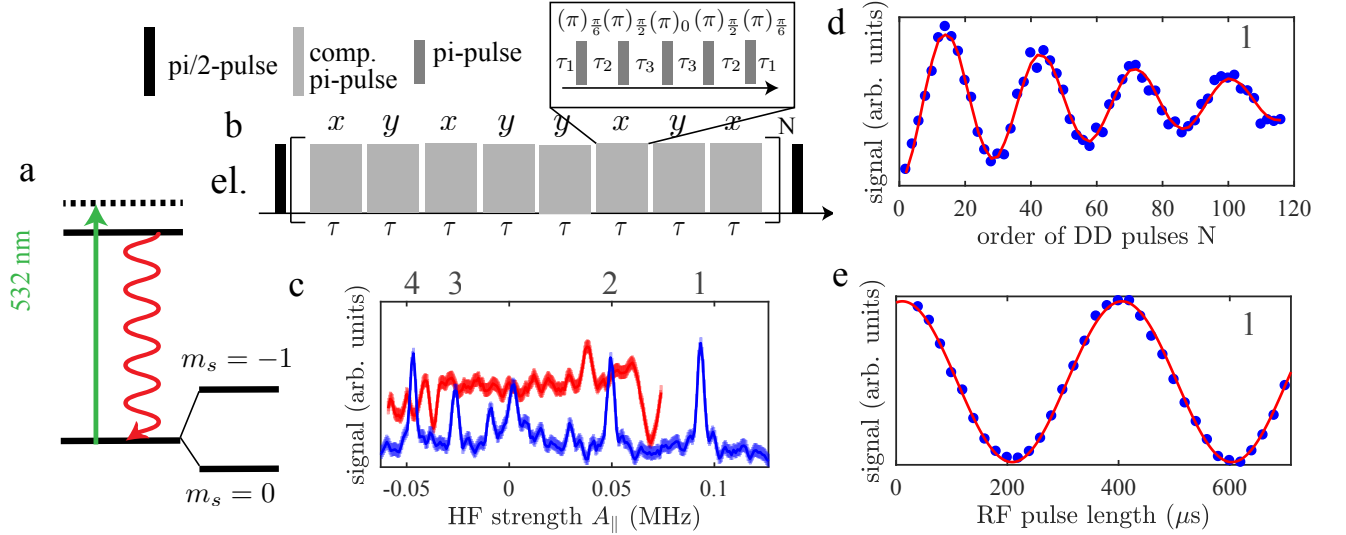 pi/2-pulse
comp.
pi-pulse
pi-pulse
(π)π/6 (π)π/2 (π)0 (π)π/2 (π)π/6
τ1 τ2 τ3 τ3 τ2 τ1
b
x y x y y x y x N
el.
τ τ τ τ τ τ τ τ
a
532 nm
ms = −1
ms = 0
c
4 3 2 1
signal (arb. units)
-0.05 0 0.05 0.1
HF strength A∥ (MHz)
d
1
signal (arb. units)
0 20 40 60 80 100 120
order of DD pulses N
e
1
signal (arb. units)
0 200 400 600
RF pulse length (μs)